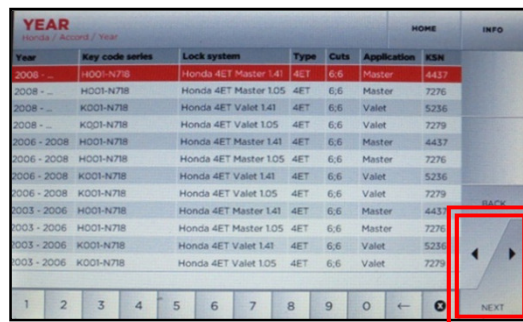 YEAR
HOME
INFO
Honda / Accord / Year
Year Key code series Lock system Type Cuts Application KSN
2008 - ... H001-N718 Honda 4ET Master 1.41 4ET 6;6 Master 4437
2008 - ... H001-N718 Honda 4ET Master 1.05 4ET 6;6 Master 7276
2008 - ... K001-N718 Honda 4ET Valet 1.41 4ET 6;6 Valet 5236
2008 - ... K001-N718 Honda 4ET Valet 1.05 4ET 6;6 Valet 7279
2006 - 2008 H001-N718 Honda 4ET Master 1.41 4ET 6;6 Master 4437
2006 - 2008 H001-N718 Honda 4ET Master 1.05 4ET 6;6 Master 7276
2006 - 2008 K001-N718 Honda 4ET Valet 1.41 4ET 6;6 Valet 5236
2006 - 2008 K001-N718 Honda 4ET Valet 1.05 4ET 6;6 Valet 7279
2003 - 2006 H001-N718 Honda 4ET Master 1.41 4ET 6;6 Master 4437
2003 - 2006 H001-N718 Honda 4ET Master 1.05 4ET 6;6 Master 7276
2003 - 2006 K001-N718 Honda 4ET Valet 1.41 4ET 6;6 Valet 5236
2003 - 2006 K001-N718 Honda 4ET Valet 1.05 4ET 6;6 Valet 7279
BACK
1 2 3 4 5 6 7 8 9 0 ←
NEXT